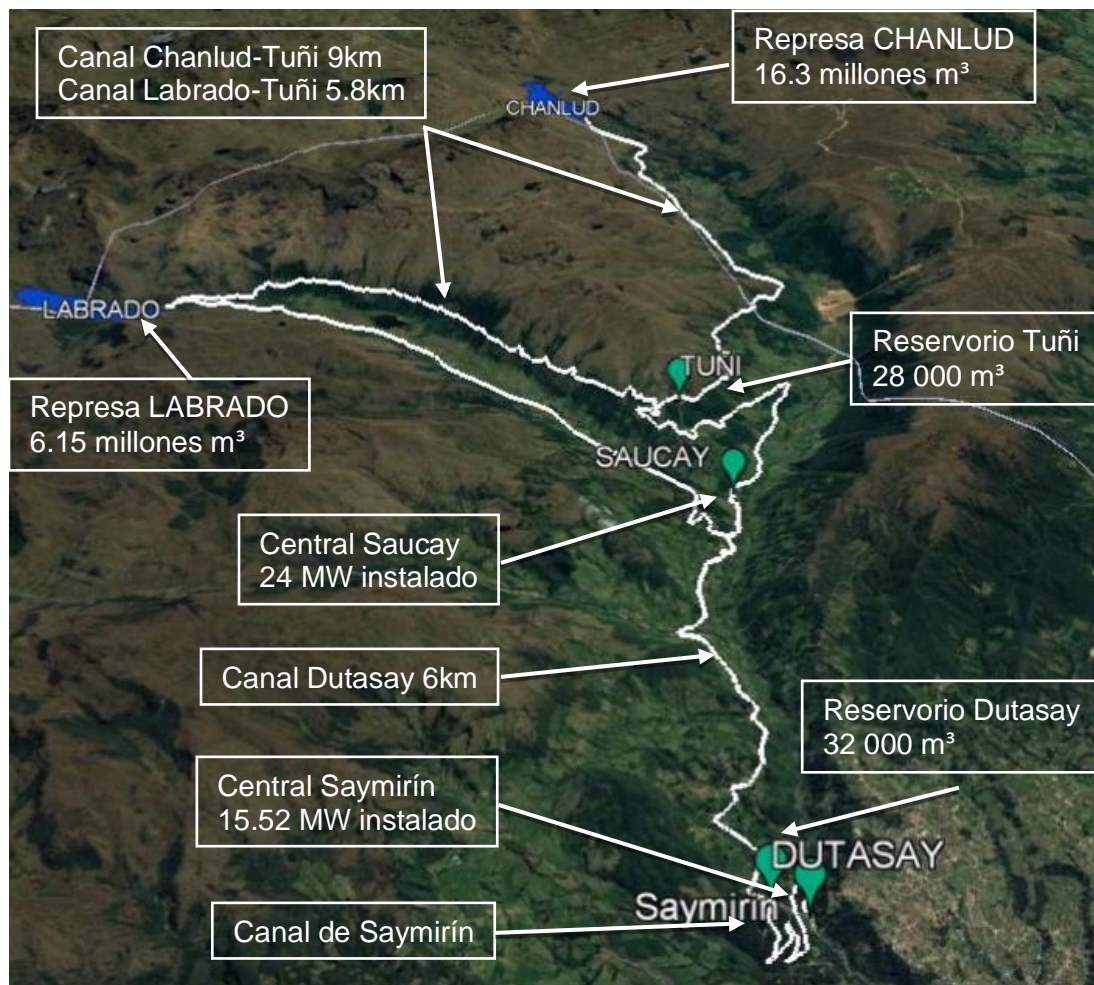 Canal Chanlud-Tuñi 9km
Canal Labrado-Tuñi 5.8km
Represa CHANLUD
16.3 millones m³
CHANLUD
LABRADO
Represa LABRADO
6.15 millones m³
TUÑI
Reservorio Tuñi
28 000 m³
SAUCAY
Central Saucay
24 MW instalado
Canal Dutasay 6km
Reservorio Dutasay
32 000 m³
Central Saymirín
15.52 MW instalado
DUTASAY
Saymirín
Canal de Saymirín